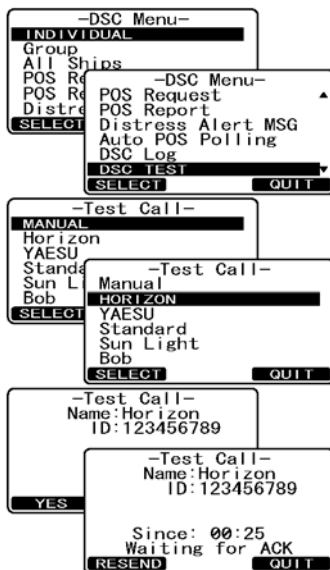 -DSC Menu-
INDIVIDUAL
Group
All Ships
POS Re
POS Re
Distre
SELECT
-DSC Menu-
POS Request
POS Report
Distress Alert MSG
Auto POS Polling
DSC Log
DSC TEST
SELECT QUIT
-Test Call-
MANUAL
Horizon
YAESU
Standa
Sun Li
Bob
SELECT
-Test Call-
Manual
HORIZON
YAESU
Standard
Sun Light
Bob
SELECT QUIT
-Test Call-
Name:Horizon
ID:123456789
YES
-Test Call-
Name:Horizon
ID:123456789
Since: 00:25
Waiting for ACK
RESEND QUIT